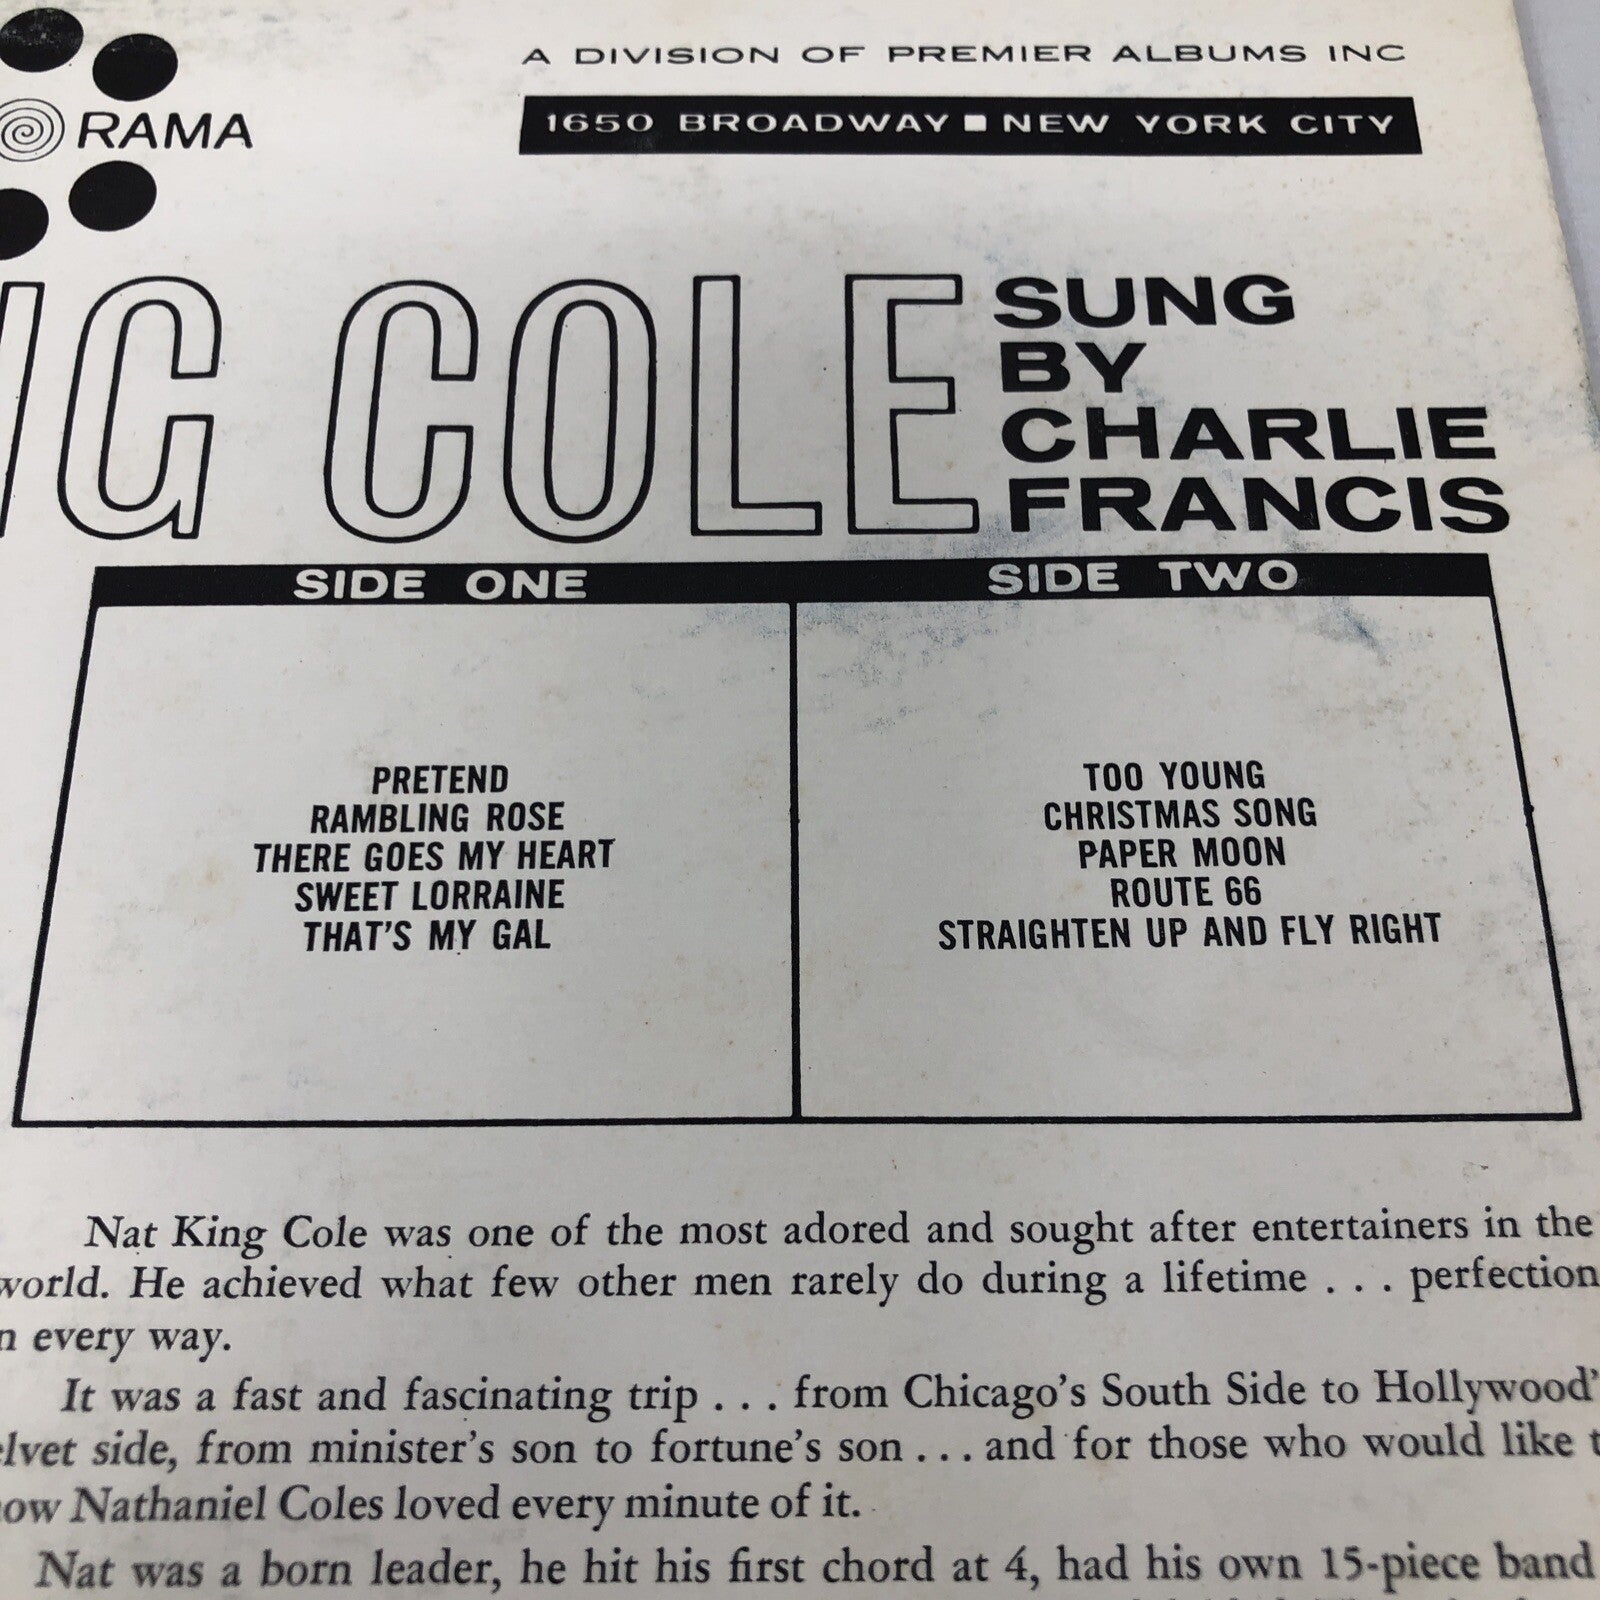 A DIVISION OF PREMIER ALBUMS INC
RAMA
1650 BROADWAY ■ NEW YORK CITY
COLE
SUNG
BY
CHARLIE
FRANCIS
SIDE ONE
PRETEND
RAMBLING ROSE
THERE GOES MY HEART
SWEET LORRAINE
THAT'S MY GAL
SIDE TWO
TOO YOUNG
CHRISTMAS SONG
PAPER MOON
ROUTE 66
STRAIGHTEN UP AND FLY RIGHT
Nat King Cole was one of the most adored and sought after entertainers in the
world. He achieved what few other men rarely do during a lifetime . . . perfection
every way.
It was a fast and fascinating trip . . . from Chicago's South Side to Hollywood'
side, from minister's son to fortune's son . . . and for those who would like
Nathaniel Coles loved every minute of it.
Nat was a born leader, he hit his first chord at 4, had his own 15-piece band